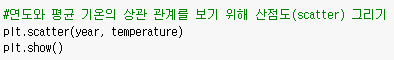 #연도와 평균 기온의 상관 관계를 보기 위해 산점도(scatter) 그리기
plt.scatter(year, temperature)
plt.show()